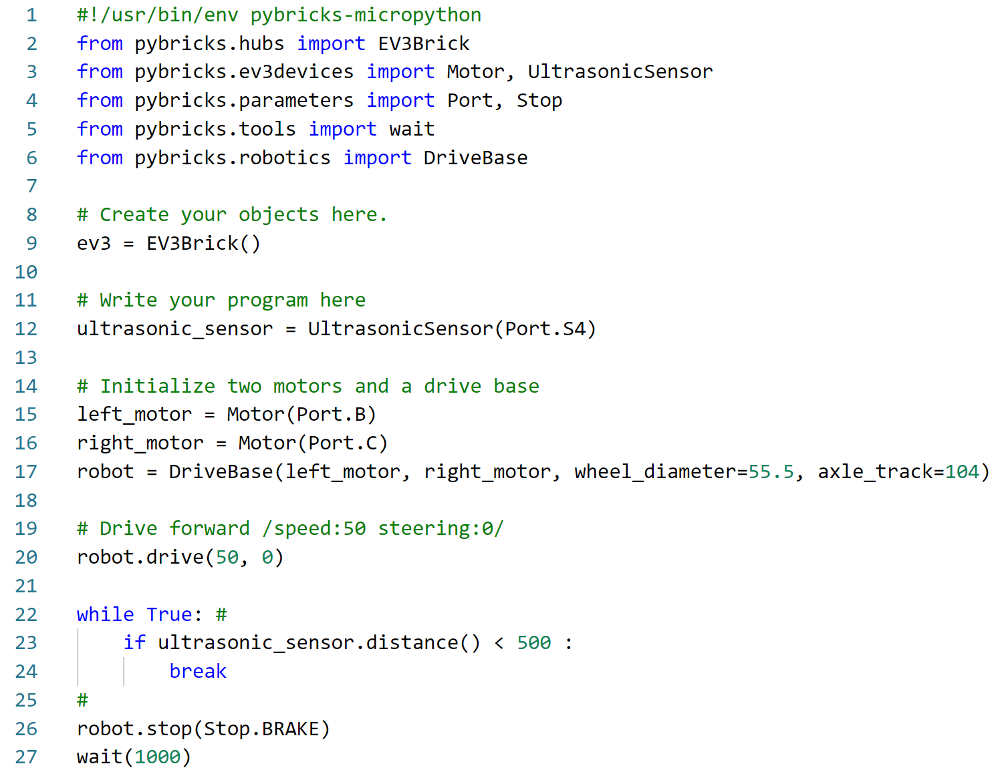 1 #!/usr/bin/env pybricks-micropython
2 from pybricks.hubs import EV3Brick
3 from pybricks.ev3devices import Motor, UltrasonicSensor
4 from pybricks.parameters import Port, Stop
5 from pybricks.tools import wait
6 from pybricks.robotics import DriveBase
7
8 # Create your objects here.
9 ev3 = EV3Brick()
10
11 # Write your program here
12 ultrasonic_sensor = UltrasonicSensor(Port.S4)
13
14 # Initialize two motors and a drive base
15 left_motor = Motor(Port.B)
16 right_motor = Motor(Port.C)
17 robot = DriveBase(left_motor, right_motor, wheel_diameter=55.5, axle_track=104)
18
19 # Drive forward /speed:50 steering:0/
20 robot.drive(50, 0)
21
22 while True: #
23     if ultrasonic_sensor.distance() < 500 :
24         break
25 #
26 robot.stop(Stop.BRAKE)
27 wait(1000)